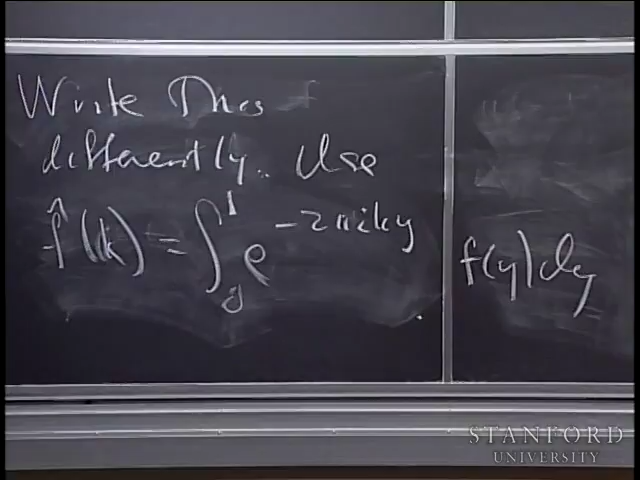 Write This
differently. Use
f̂(k) = ∫₀¹ e^{-2πiky} f(y)dy
STANFORD
UNIVERSITY